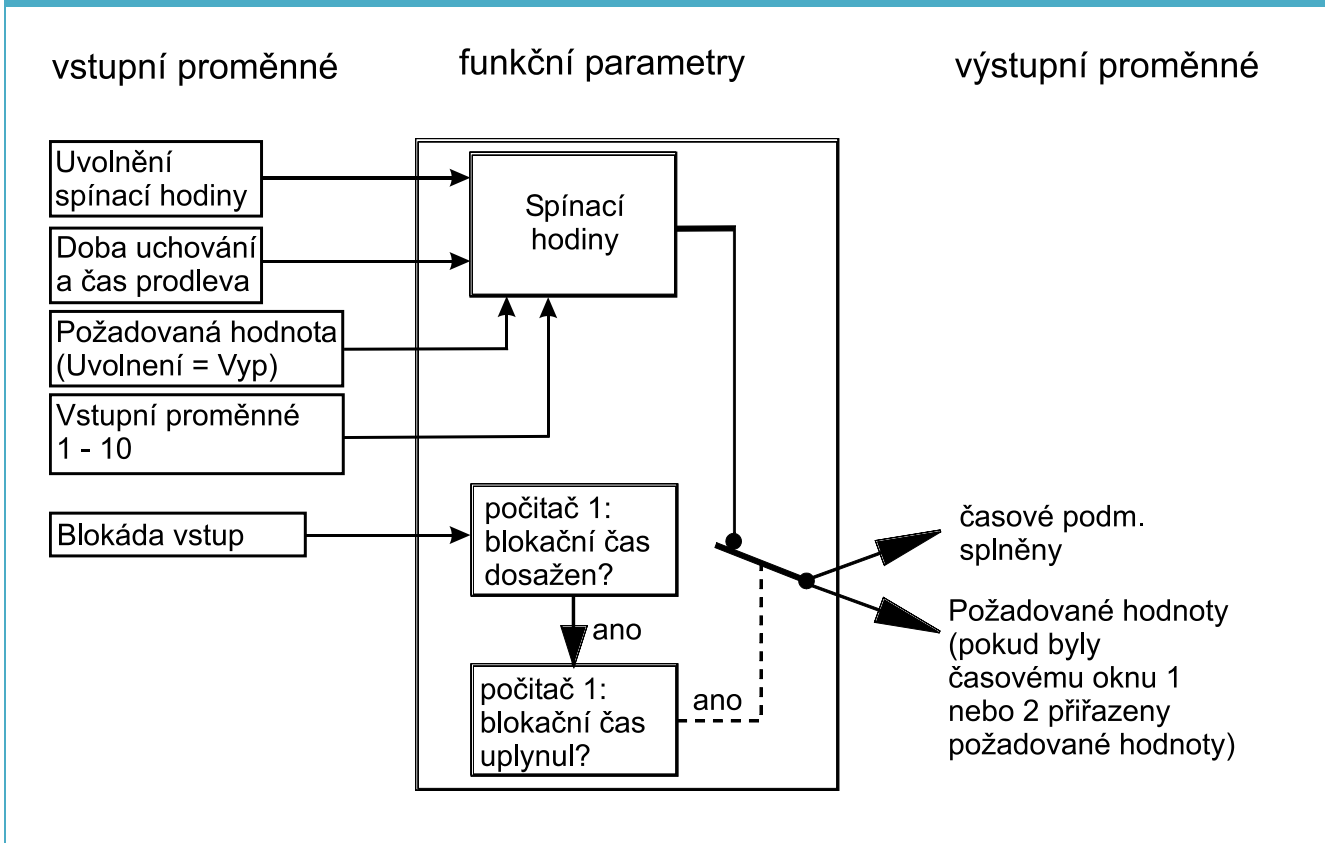 vstupní proměnné
funkční parametry
výstupní proměnné
Uvolnění
spínací hodiny
Doba uchování
a čas prodleva
Požadovaná hodnota
(Uvolnení = Vyp)
Vstupní proměnné
1 - 10
Blokáda vstup
Spínací
hodiny
počitač 1:
blokační čas
dosažen?
ano
počitač 1:
blokační čas
uplynul?
ano
časové podm.
splněny
Požadované hodnoty
(pokud byly
časovému oknu 1
nebo 2 přiřazeny
požadované hodnoty)